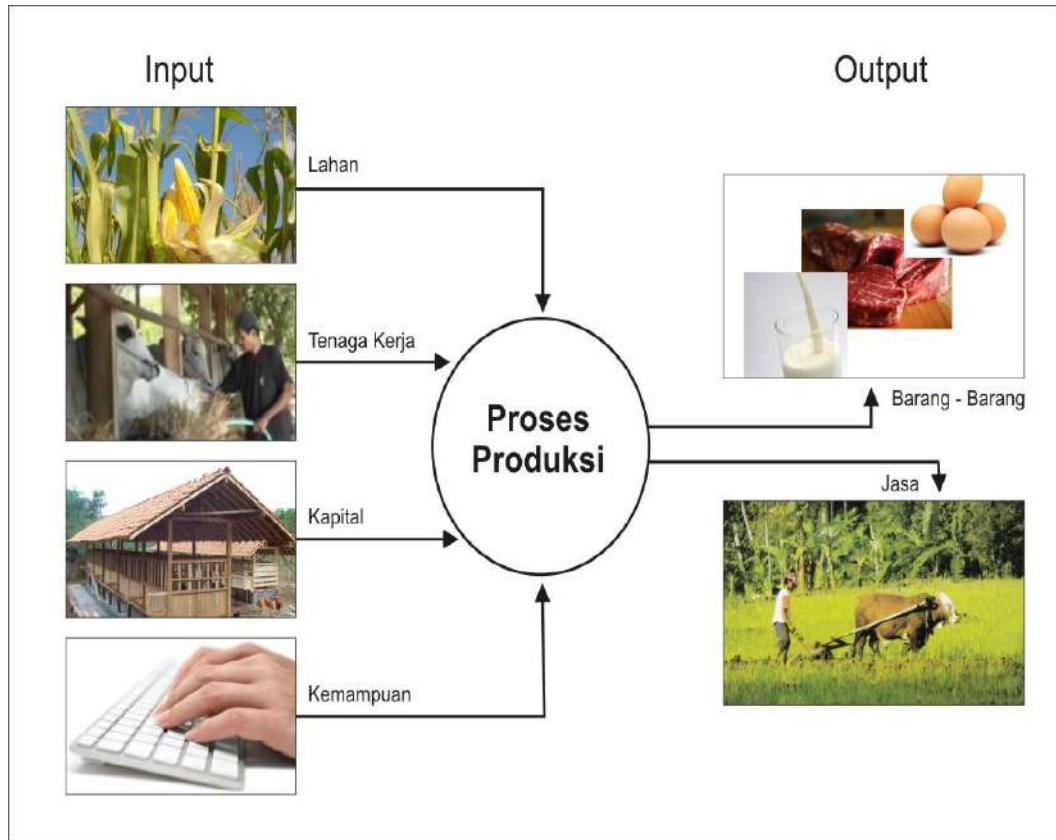 Input
Output
Lahan
Tenaga Kerja
Kapital
Kemampuan
Proses
Produksi
Barang - Barang
Jasa